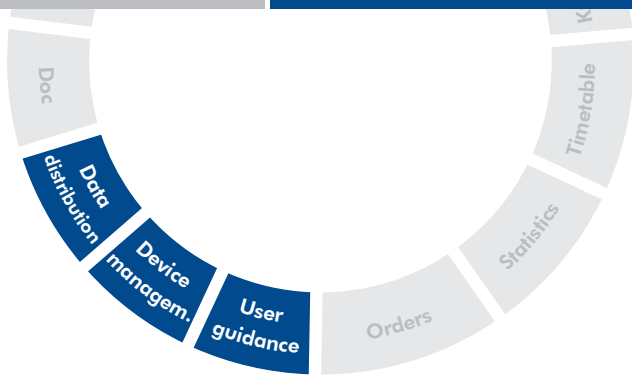 Doc
Data
distribution
Device
managem.
User
guidance
Orders
Statistics
Timetable
K